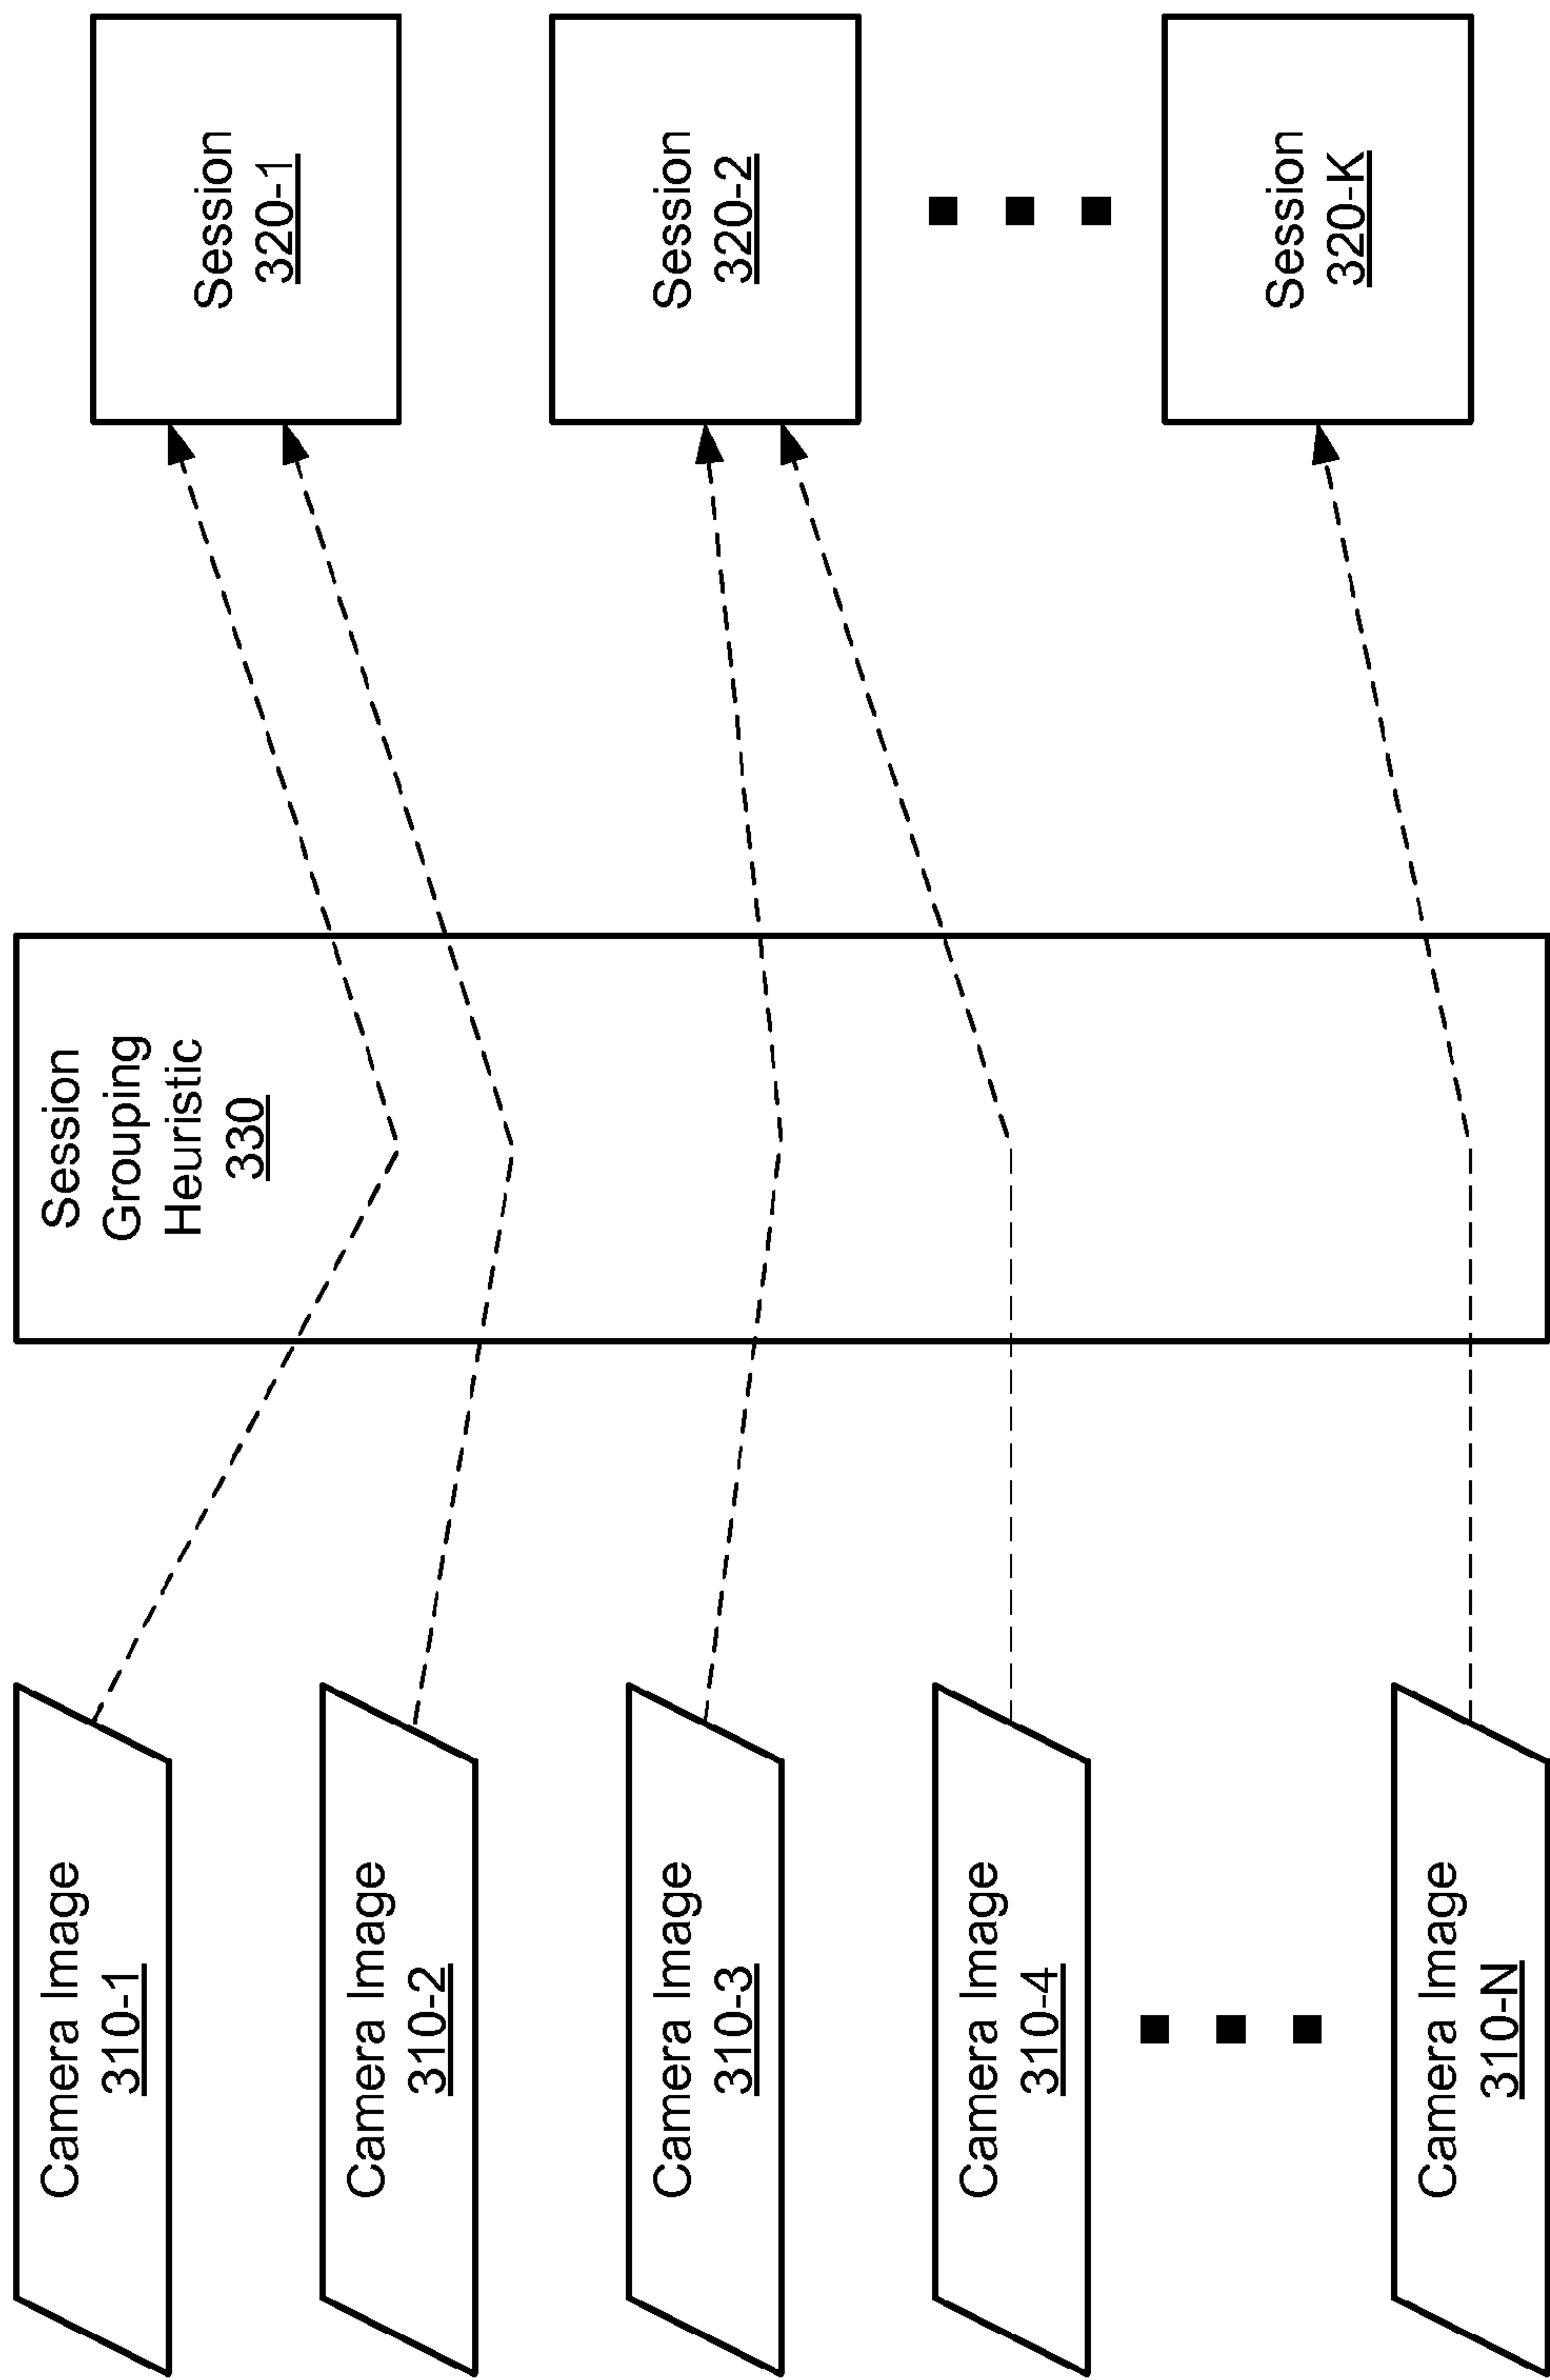 Camera Image
310-1
Camera Image
310-2
Camera Image
310-3
Camera Image
310-4
Camera Image
310-N
Session
Grouping
Heuristic
330
Session
320-1
Session
320-2
Session
320-K